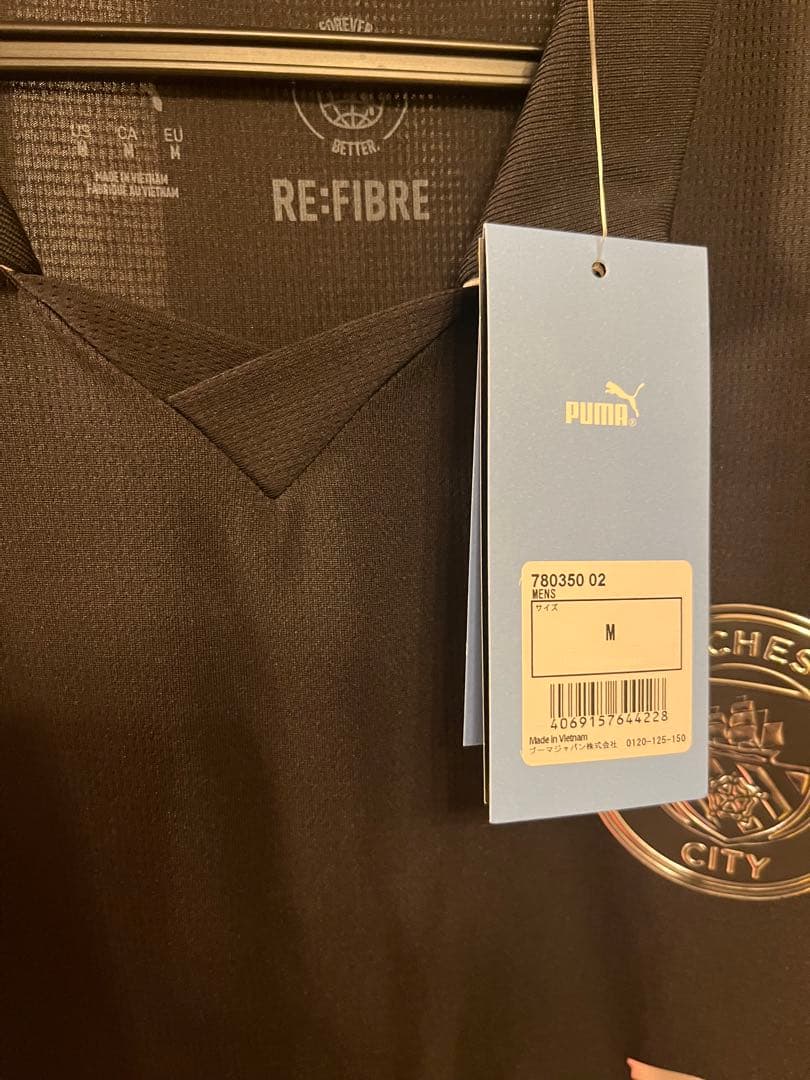 FOREVER.
BETTER.
US CA EU
M M M
MADE IN VIETNAM
FABRIQUÉ AU VIETNAM
RE:FIBRE
PUMA®
780350 02
MENS
サイズ
M
4069157644228
Made in Vietnam
プーマジャパン株式会社 0120-125-150
CHES
CITY